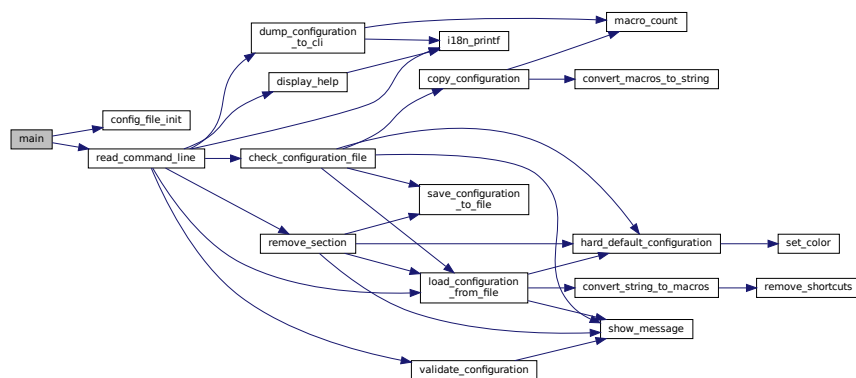 main
config_file_init
read_command_line
dump_configuration
_to_cli
display_help
check_configuration_file
remove_section
macro_count
i18n_printf
copy_configuration
convert_macros_to_string
save_configuration
_to_file
load_configuration
_from_file
validate_configuration
hard_default_configuration
set_color
convert_string_to_macros
remove_shortcuts
show_message